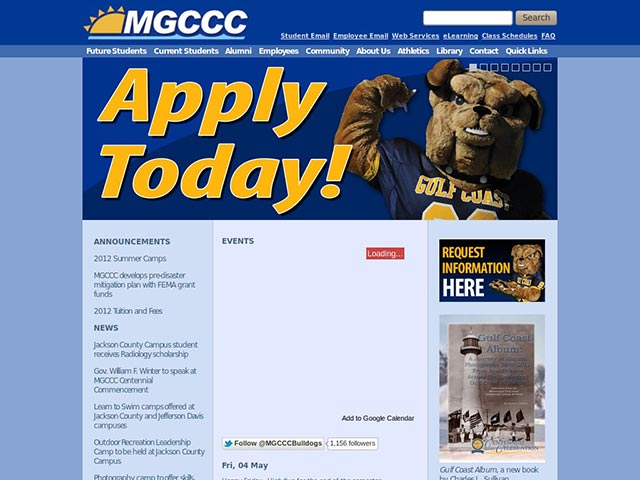 MGCCC
Search
Student Email Employee Email Web Services eLearning Class Schedules FAQ
Future Students Current Students Alumni Employees Community About Us Athletics Library Contact Quick Links
Apply
Today!
GULF COAST
ANNOUNCEMENTS
2012 Summer Camps
MGCCC develops pre-disaster
mitigation plan with FEMA grant
funds
2012 Tuition and Fees
NEWS
Jackson County Campus student
receives Radiology scholarship
Gov. William F. Winter to speak at
MGCCC Centennial
Commencement
Learn to Swim camps offered at
Jackson County and Jefferson Davis
campuses
Outdoor Recreation Leadership
Camp to be held at Jackson County
Campus
Photography camp to offer skills,
EVENTS
Loading...
Add to Google Calendar
Follow @MGCCCBulldogs
1,156 followers
Fri, 04 May
REQUEST
INFORMATION
HERE
Gulf Coast
Album:
Gulf Coast Album, a new book
by Charles L. Sullivan